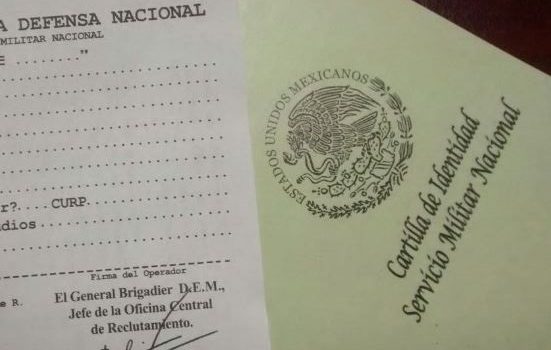 A DEFENSA NACIONAL
MILITAR NACIONAL
E ........"
r?....CURP..................
dios......................
Firma del Operador
e R.
El General Brigadier D.E.M.,
Jefe de la Oficina Central
de Reclutamiento.
ESTADOS UNIDOS MEXICANOS
Cartilla de Identidad
Servicio Militar Nacional